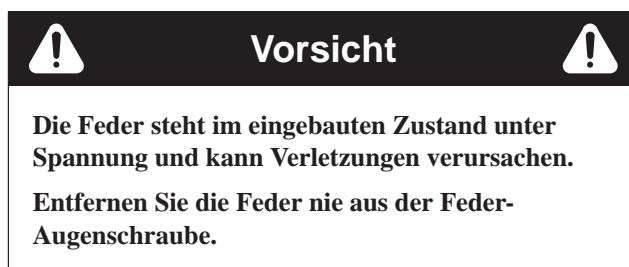 Vorsicht
Die Feder steht im eingebauten Zustand unter
Spannung und kann Verletzungen verursachen.
Entfernen Sie die Feder nie aus der Feder-
Augenschraube.